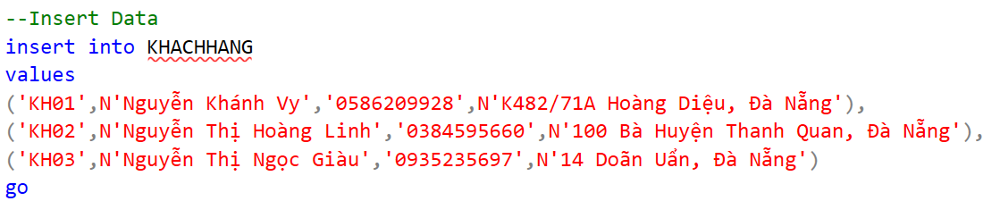 --Insert Data
insert into KHACHHANG
values
('KH01',N'Nguyễn Khánh Vy','0586209928',N'K482/71A Hoàng Diệu, Đà Nẵng'),
('KH02',N'Nguyễn Thị Hoàng Linh','0384595660',N'100 Bà Huyện Thanh Quan, Đà Nẵng'),
('KH03',N'Nguyễn Thị Ngọc Giàu','0935235697',N'14 Doãn Uẩn, Đà Nẵng')
go